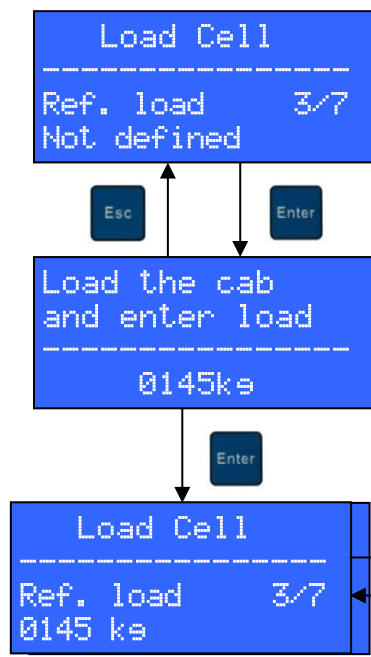 Load Cell
Ref. load 3/7
Not defined
Esc
Enter
Load the cab
and enter load
0145kg
Enter
Load Cell
Ref. load 3/7
0145 kg